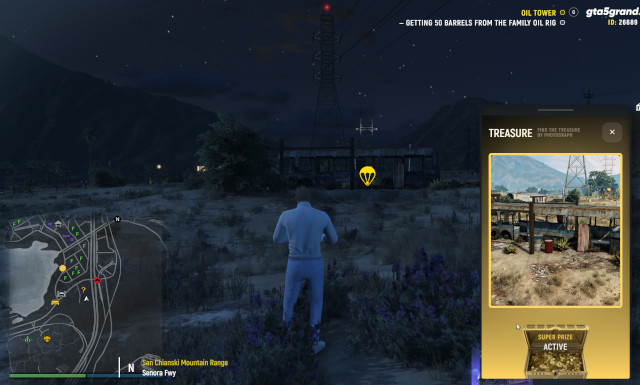 OIL TOWER
gta5grand.
– GETTING 50 BARRELS FROM THE FAMILY OIL RIG
ID: 26689
TREASURE
FIND THE TREASURE
BY PHOTOGRAPH
N
SUPER PRIZE
ACTIVE
N
San Chianski Mountain Range
Senora Fwy